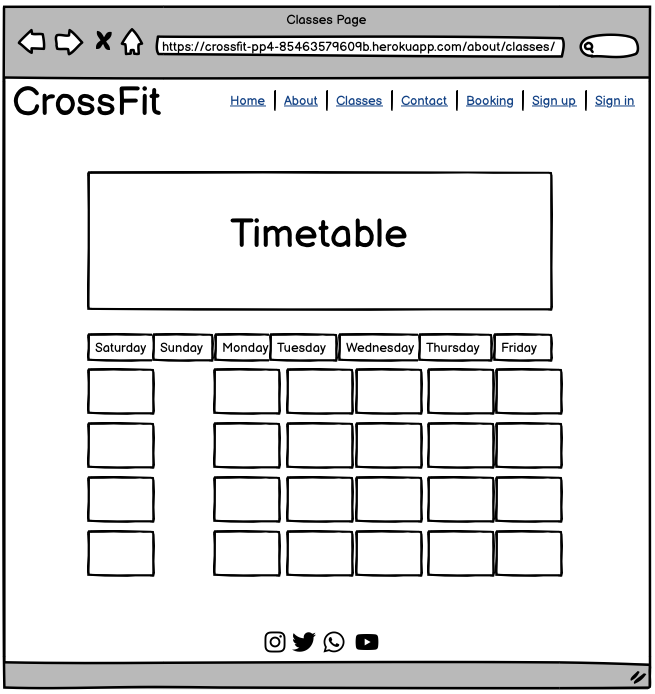 Classes Page
https://crossfit-pp4-85463579609b.herokuapp.com/about/classes/
CrossFit Home About Classes Contact Booking Sign up Sign in
Timetable
Saturday Sunday Monday Tuesday Wednesday Thursday Friday